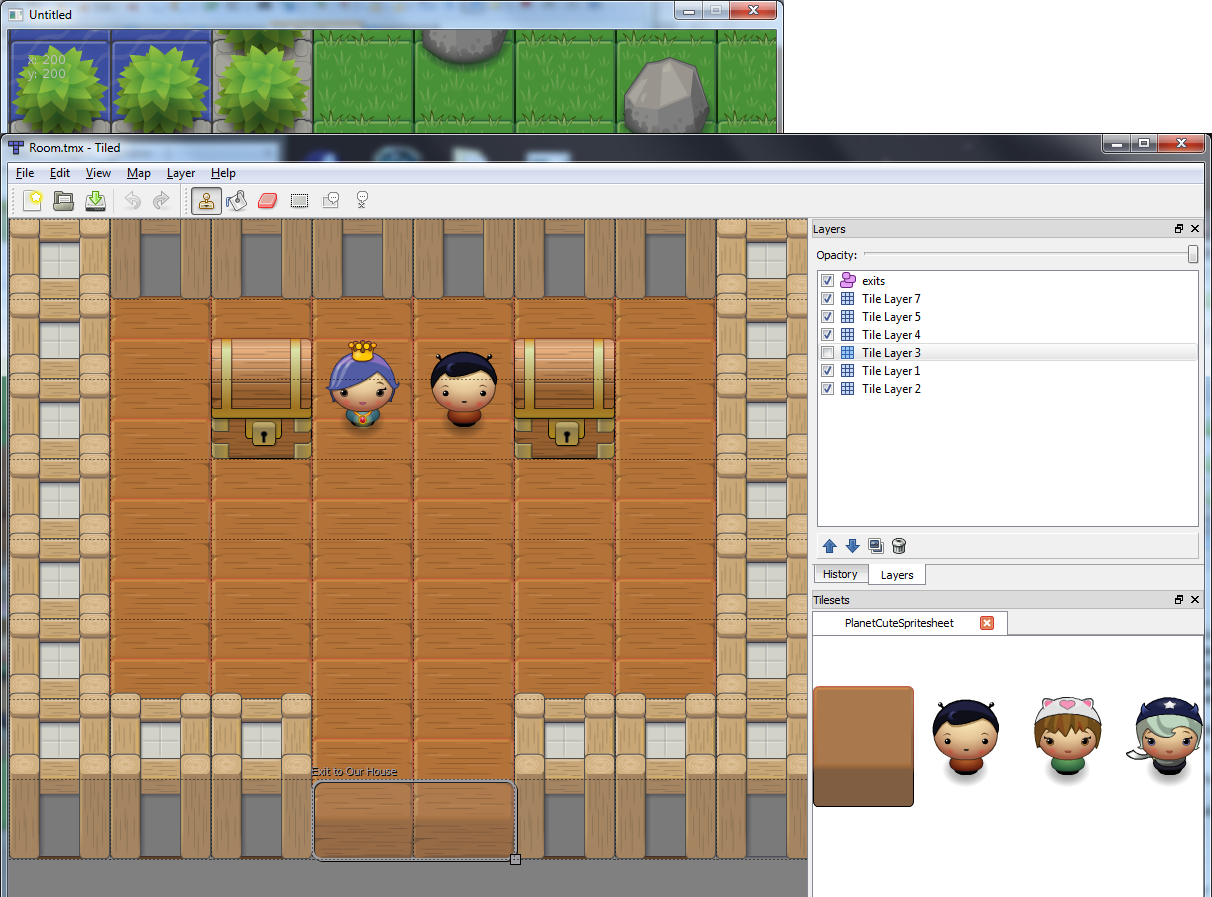 Untitled
x: 200
y: 200
Room.tmx - Tiled
File Edit View Map Layer Help
Layers
Opacity:
exits
Tile Layer 7
Tile Layer 5
Tile Layer 4
Tile Layer 3
Tile Layer 1
Tile Layer 2
History Layers
Tilesets
PlanetCuteSpritesheet
Exit to Our House